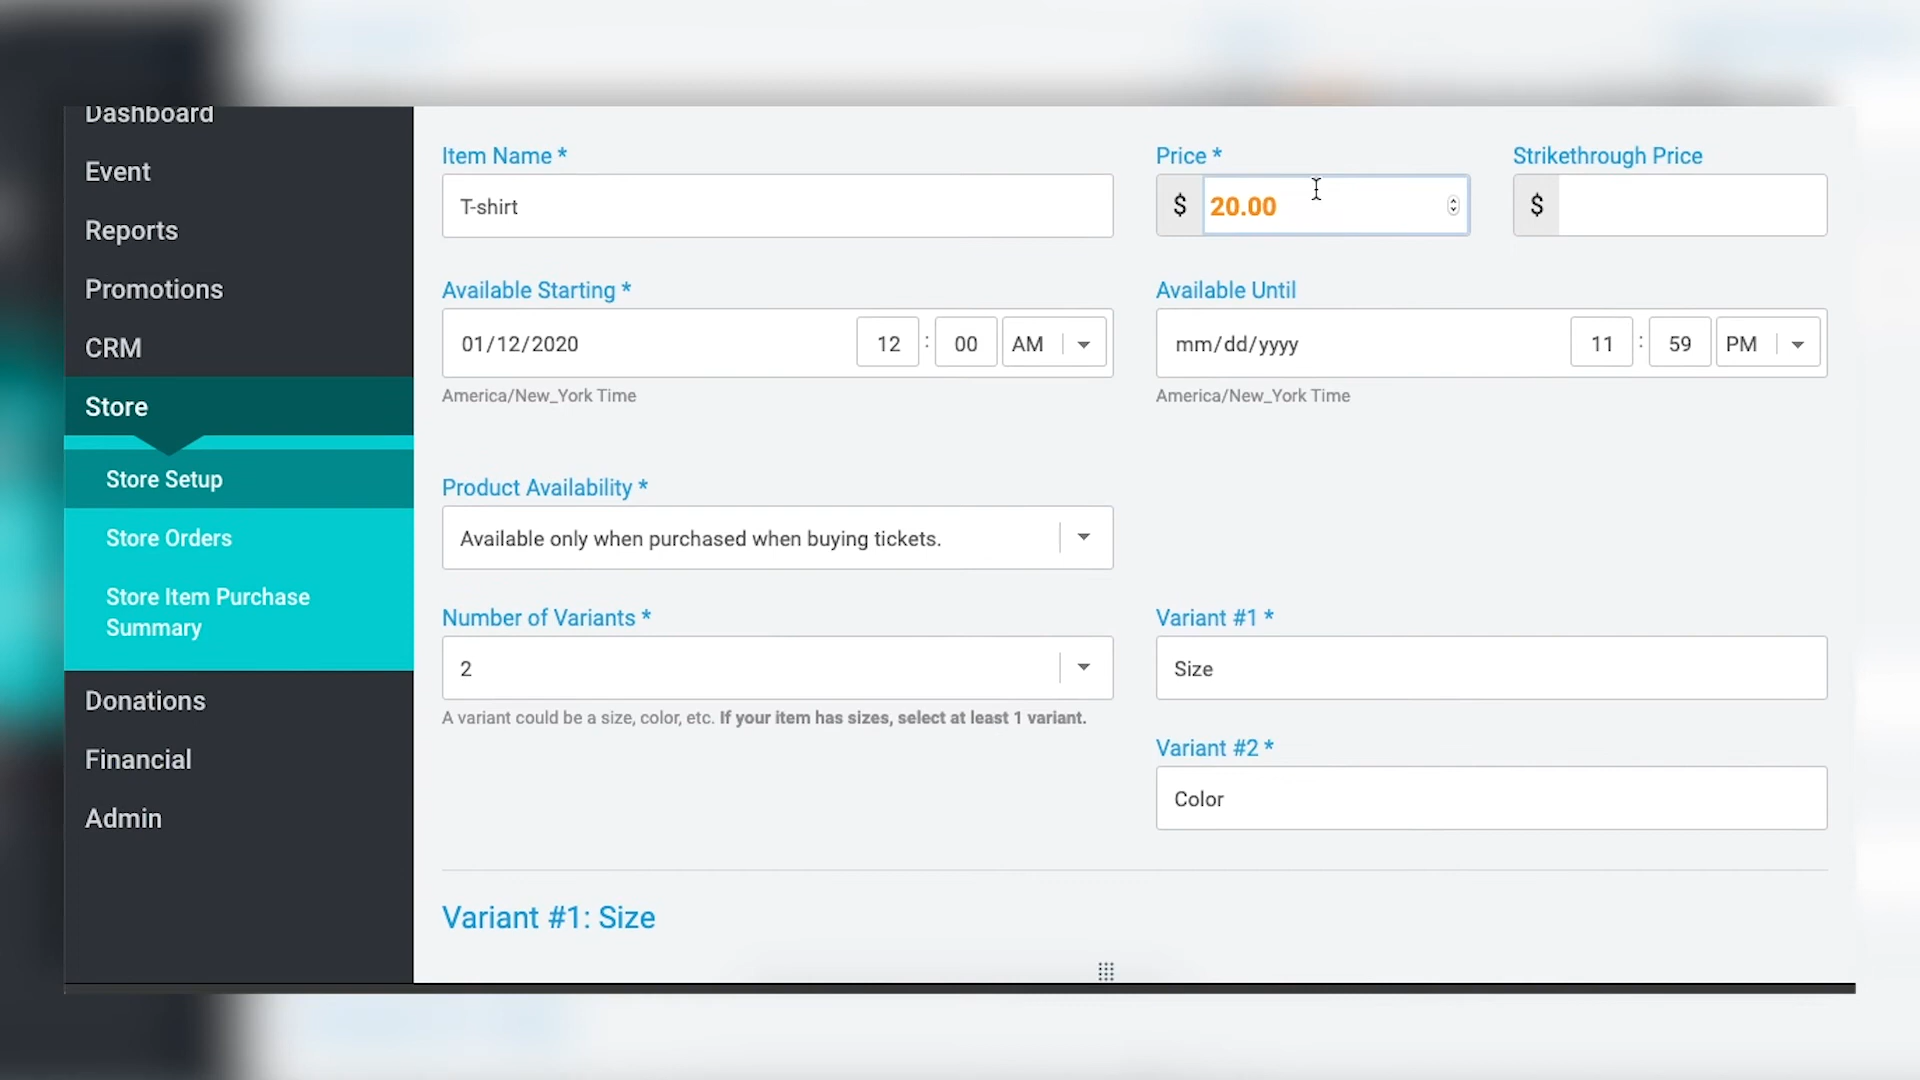 Dashboard
Event
Reports
Promotions
CRM
Store
Store Setup
Store Orders
Store Item Purchase
Summary
Donations
Financial
Admin
Item Name *
T-shirt
Price *
$ 20.00
Strikethrough Price
$
Available Starting *
01/12/2020 12 : 00 AM
America/New_York Time
Available Until
mm/dd/yyyy 11 : 59 PM
America/New_York Time
Product Availability *
Available only when purchased when buying tickets.
Number of Variants *
2
A variant could be a size, color, etc. If your item has sizes, select at least 1 variant.
Variant #1 *
Size
Variant #2 *
Color
Variant #1: Size